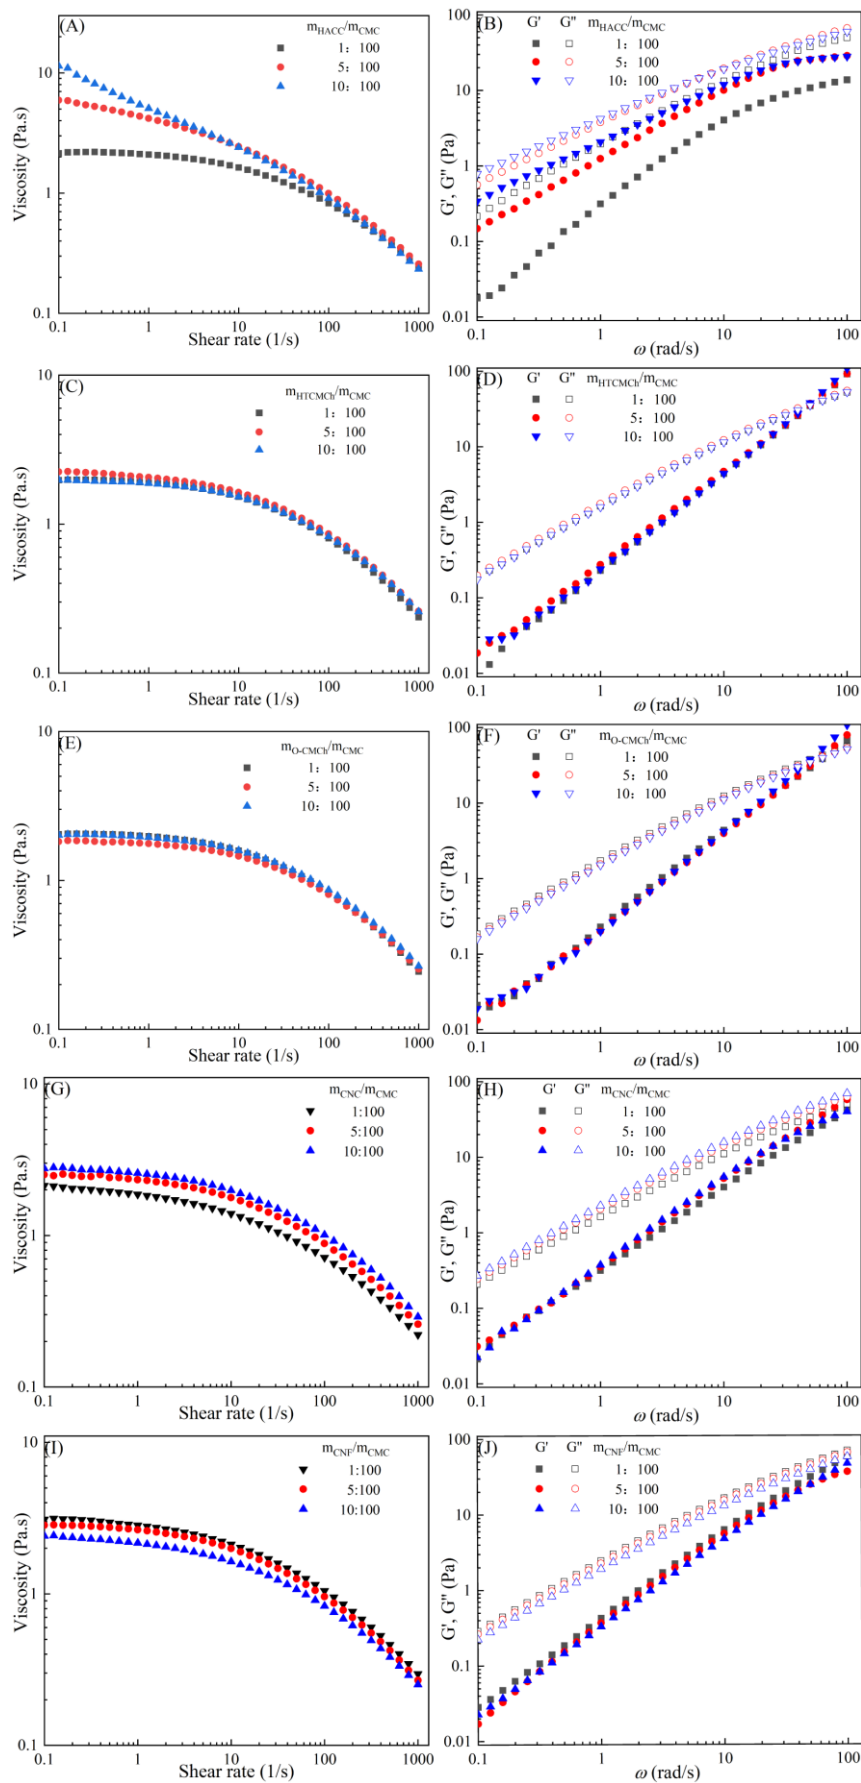 (A)
m_HACC/m_CMC
1: 100
5: 100
10: 100
10
1
0.1
Viscosity (Pa.s)
0.1 1 10 100 1000
Shear rate (1/s)
(B) G' G'' m_HACC/m_CMC
1: 100
5: 100
10: 100
100
10
1
0.1
0.01
G', G'' (Pa)
0.1 1 10 100
ω (rad/s)
(C)
m_HTCMCh/m_CMC
1: 100
5: 100
10: 100
10
1
0.1
Viscosity (Pa.s)
0.1 1 10 100 1000
Shear rate (1/s)
(D) G' G'' m_HTCMCh/m_CMC
1: 100
5: 100
10: 100
100
10
1
0.1
0.01
G', G'' (Pa)
0.1 1 10 100
ω (rad/s)
(E)
m_O-CMCh/m_CMC
1: 100
5: 100
10: 100
10
1
0.1
Viscosity (Pa.s)
0.1 1 10 100 1000
Shear rate (1/s)
(F) G' G'' m_O-CMCh/m_CMC
1: 100
5: 100
10: 100
100
10
1
0.1
0.01
G', G'' (Pa)
0.1 1 10 100
ω (rad/s)
(G)
m_CNC/m_CMC
1:100
5:100
10:100
10
1
0.1
Viscosity (Pa.s)
0.1 1 10 100 1000
Shear rate (1/s)
(H) G' G'' m_CNC/m_CMC
1: 100
5: 100
10: 100
100
10
1
0.1
0.01
G', G'' (Pa)
0.1 1 10 100
ω (rad/s)
(I)
m_CNF/m_CMC
1:100
5:100
10:100
10
1
0.1
Viscosity (Pa.s)
0.1 1 10 100 1000
Shear rate (1/s)
(J) G' G'' m_CNF/m_CMC
1: 100
5: 100
10: 100
100
10
1
0.1
0.01
G', G'' (Pa)
0.1 1 10 100
ω (rad/s)